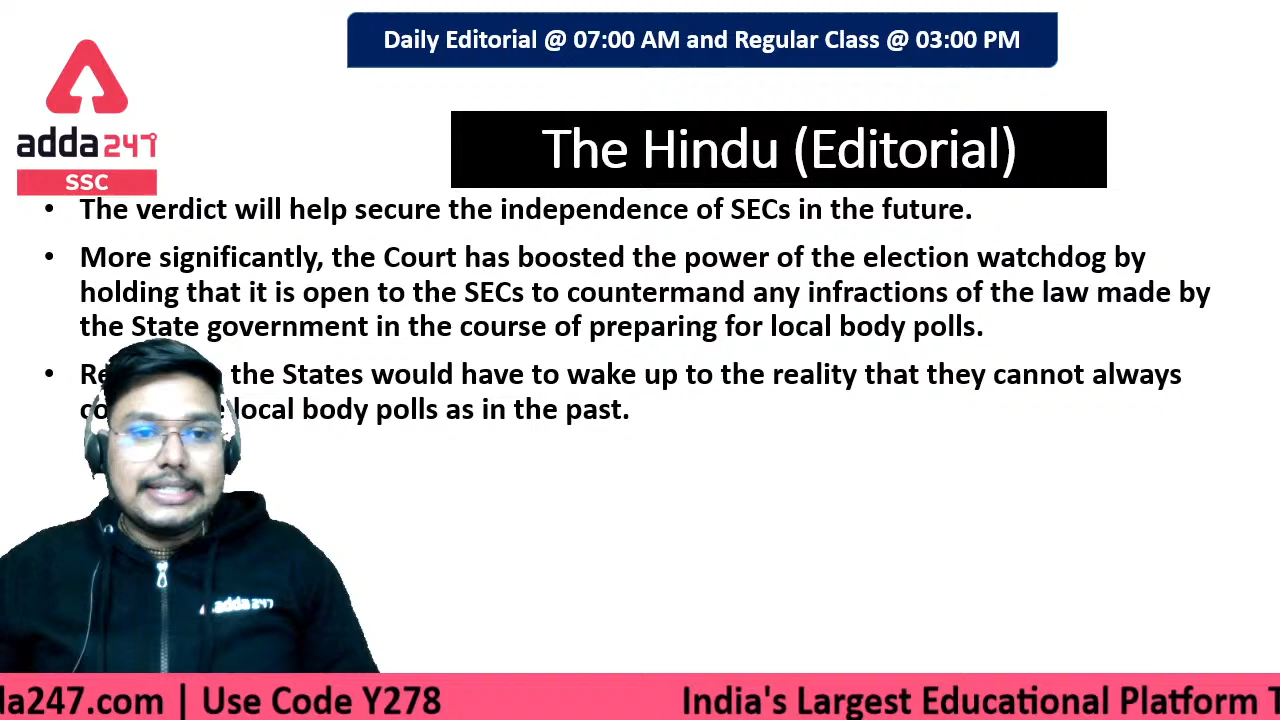 Daily Editorial @ 07:00 AM and Regular Class @ 03:00 PM
adda247
SSC
The Hindu (Editorial)
• The verdict will help secure the independence of SECs in the future.
• More significantly, the Court has boosted the power of the election watchdog by
holding that it is open to the SECs to countermand any infractions of the law made by
the State government in the course of preparing for local body polls.
• the States would have to wake up to the reality that they cannot always
local body polls as in the past.
adda247
da247.com | Use Code Y278
India's Largest Educational Platform T